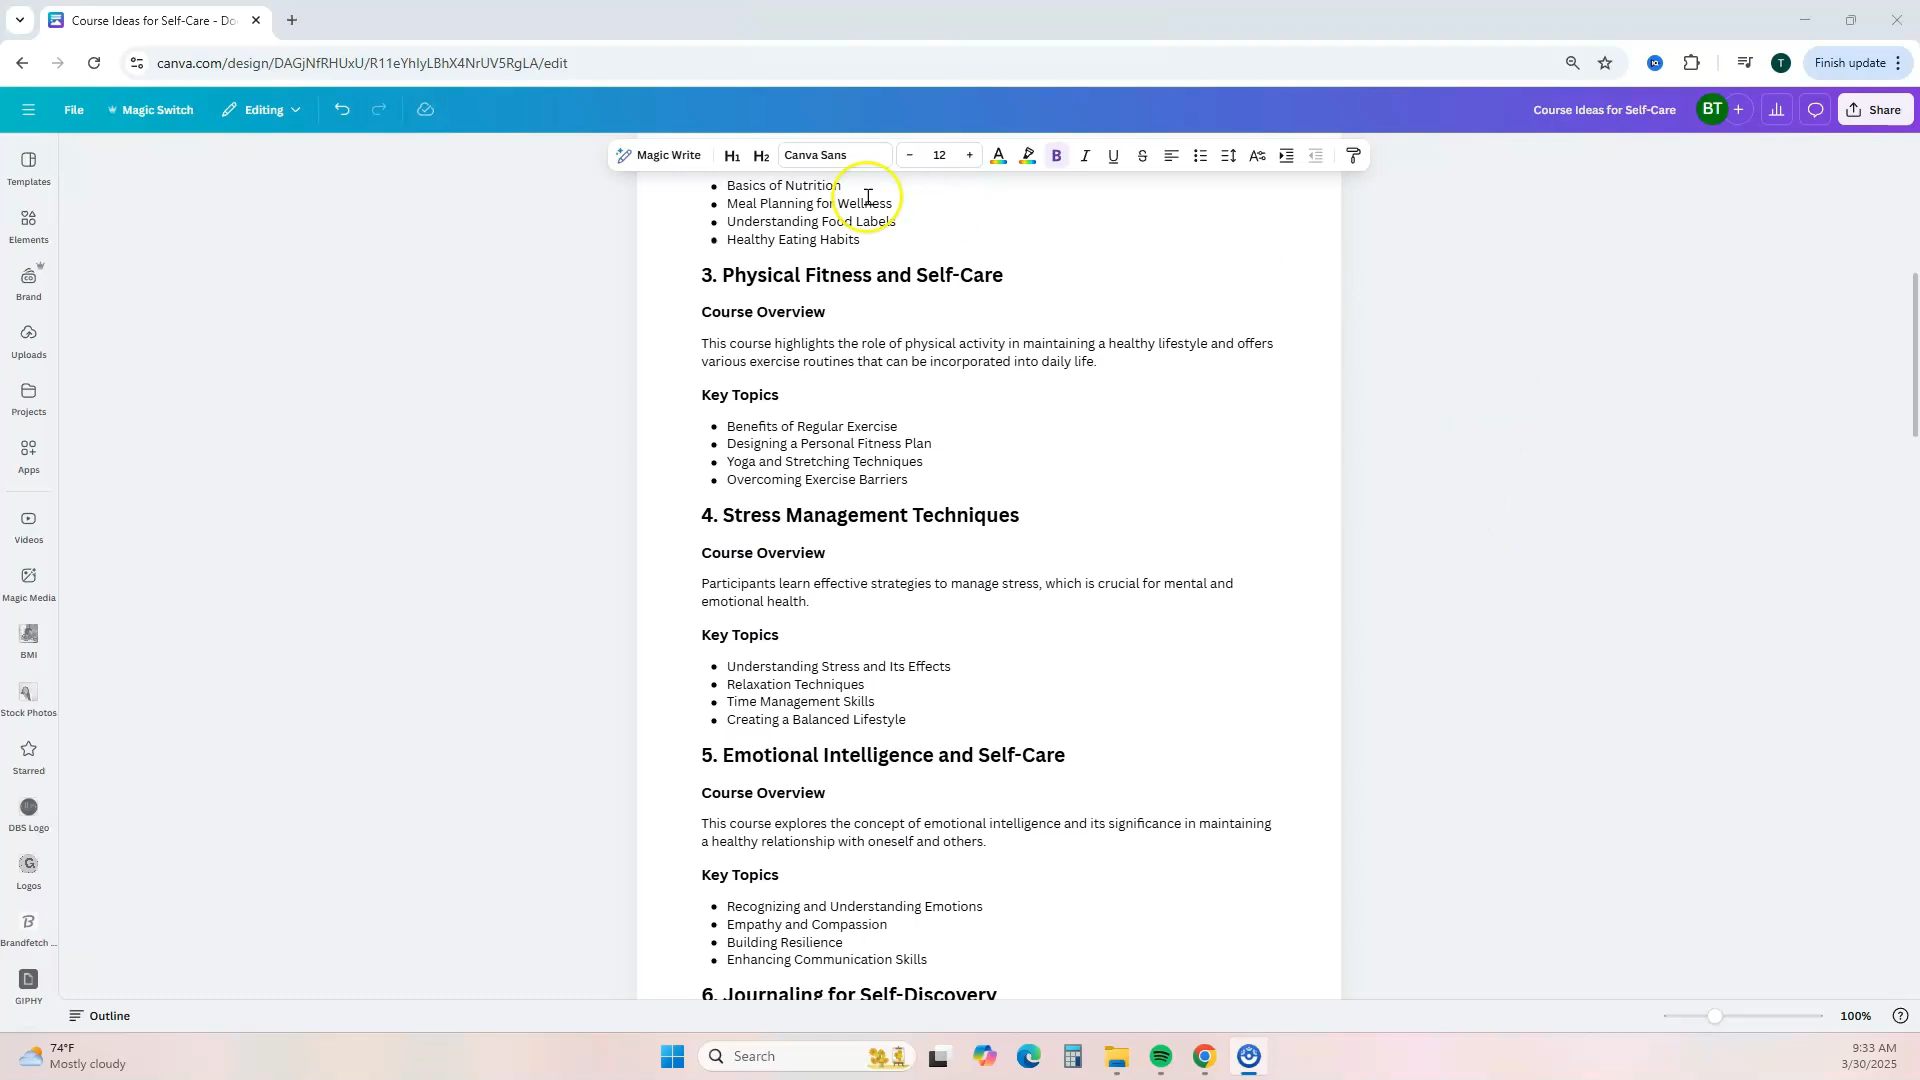 Course Ideas for Self-Care - Do
canva.com/design/DAGjNfRHUxU/R11eYhIyLBhX4NrUV5RgLA/edit
T
Finish update
File
Magic Switch
Editing
Course Ideas for Self-Care
BT
Share
Magic Write
H1
H2
Canva Sans
12
A
B
I
U
S
Templates
Elements
Brand
Uploads
Projects
Apps
Videos
Magic Media
BMI
Stock Photos
Starred
DBS Logo
Logos
Brandfetch ...
GIPHY
Basics of Nutrition
Meal Planning for Wellness
Understanding Food Labels
Healthy Eating Habits
3. Physical Fitness and Self-Care
Course Overview
This course highlights the role of physical activity in maintaining a healthy lifestyle and offers
various exercise routines that can be incorporated into daily life.
Key Topics
Benefits of Regular Exercise
Designing a Personal Fitness Plan
Yoga and Stretching Techniques
Overcoming Exercise Barriers
4. Stress Management Techniques
Course Overview
Participants learn effective strategies to manage stress, which is crucial for mental and
emotional health.
Key Topics
Understanding Stress and Its Effects
Relaxation Techniques
Time Management Skills
Creating a Balanced Lifestyle
5. Emotional Intelligence and Self-Care
Course Overview
This course explores the concept of emotional intelligence and its significance in maintaining
a healthy relationship with oneself and others.
Key Topics
Recognizing and Understanding Emotions
Empathy and Compassion
Building Resilience
Enhancing Communication Skills
6. Journaling for Self-Discovery
Outline
100%
74°F
Mostly cloudy
Search
9:33 AM
3/30/2025